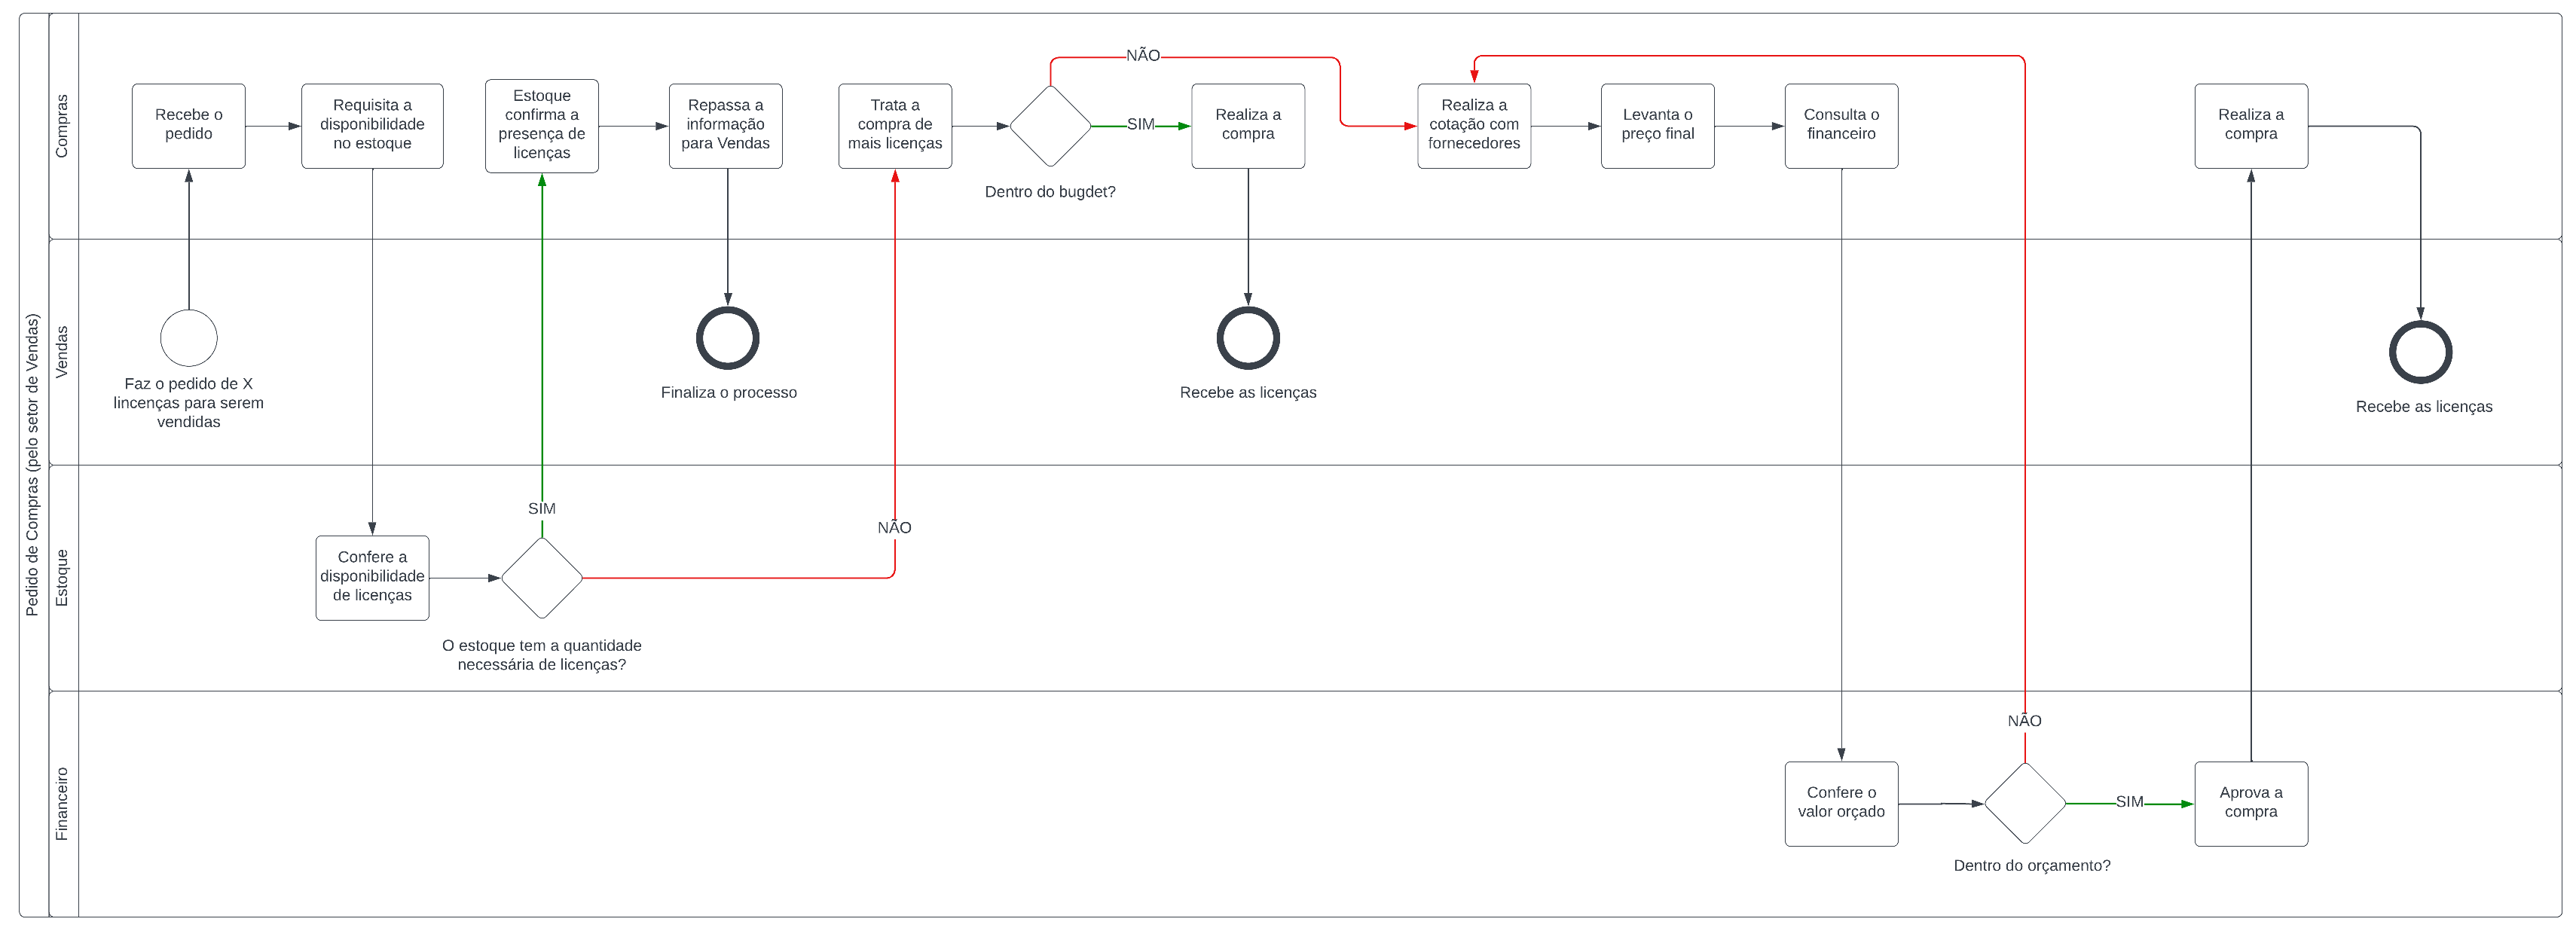 Pedido de Compras (pelo setor de Vendas)
Compras
Recebe o
pedido
Requisita a
disponibilidade
no estoque
Estoque
confirma a
presença de
licenças
Repassa a
informação
para Vendas
Trata a
compra de
mais licenças
Dentro do bugdet?
NÃO
SIM
Realiza a
compra
Realiza a
cotação com
fornecedores
Levanta o
preço final
Consulta o
financeiro
Realiza a
compra
Vendas
Faz o pedido de X
lincenças para serem
vendidas
Finaliza o processo
Recebe as licenças
Recebe as licenças
Estoque
Confere a
disponibilidade
de licenças
SIM
NÃO
O estoque tem a quantidade
necessária de licenças?
Financeiro
Confere o
valor orçado
NÃO
SIM
Dentro do orçamento?
Aprova a
compra